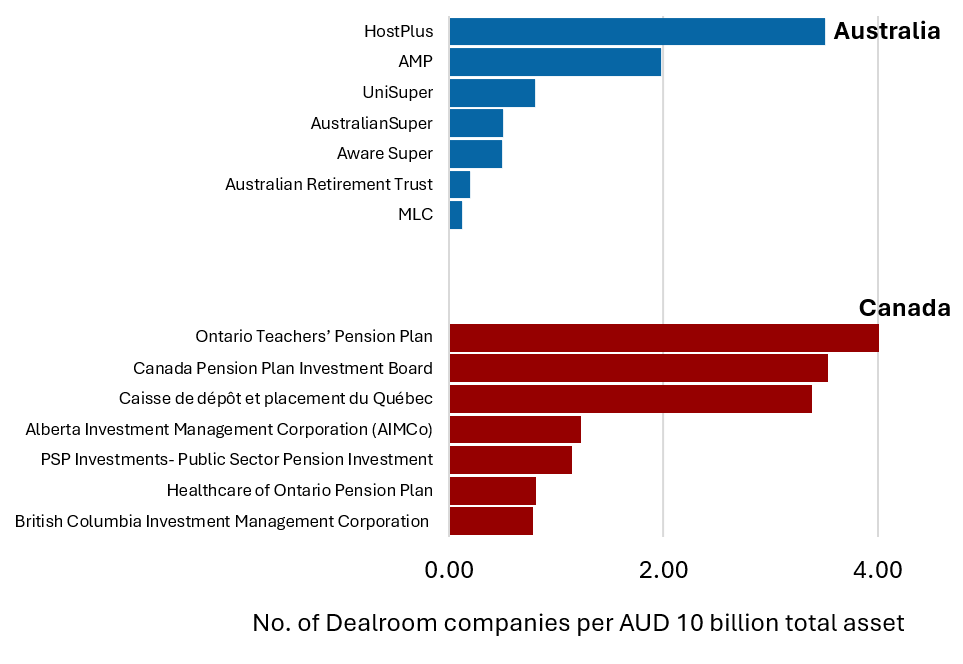 HostPlus
Australia
AMP
UniSuper
AustralianSuper
Aware Super
Australian Retirement Trust
MLC
Canada
Ontario Teachers’ Pension Plan
Canada Pension Plan Investment Board
Caisse de dépôt et placement du Québec
Alberta Investment Management Corporation (AIMCo)
PSP Investments- Public Sector Pension Investment
Healthcare of Ontario Pension Plan
British Columbia Investment Management Corporation
0.00 2.00 4.00
No. of Dealroom companies per AUD 10 billion total asset